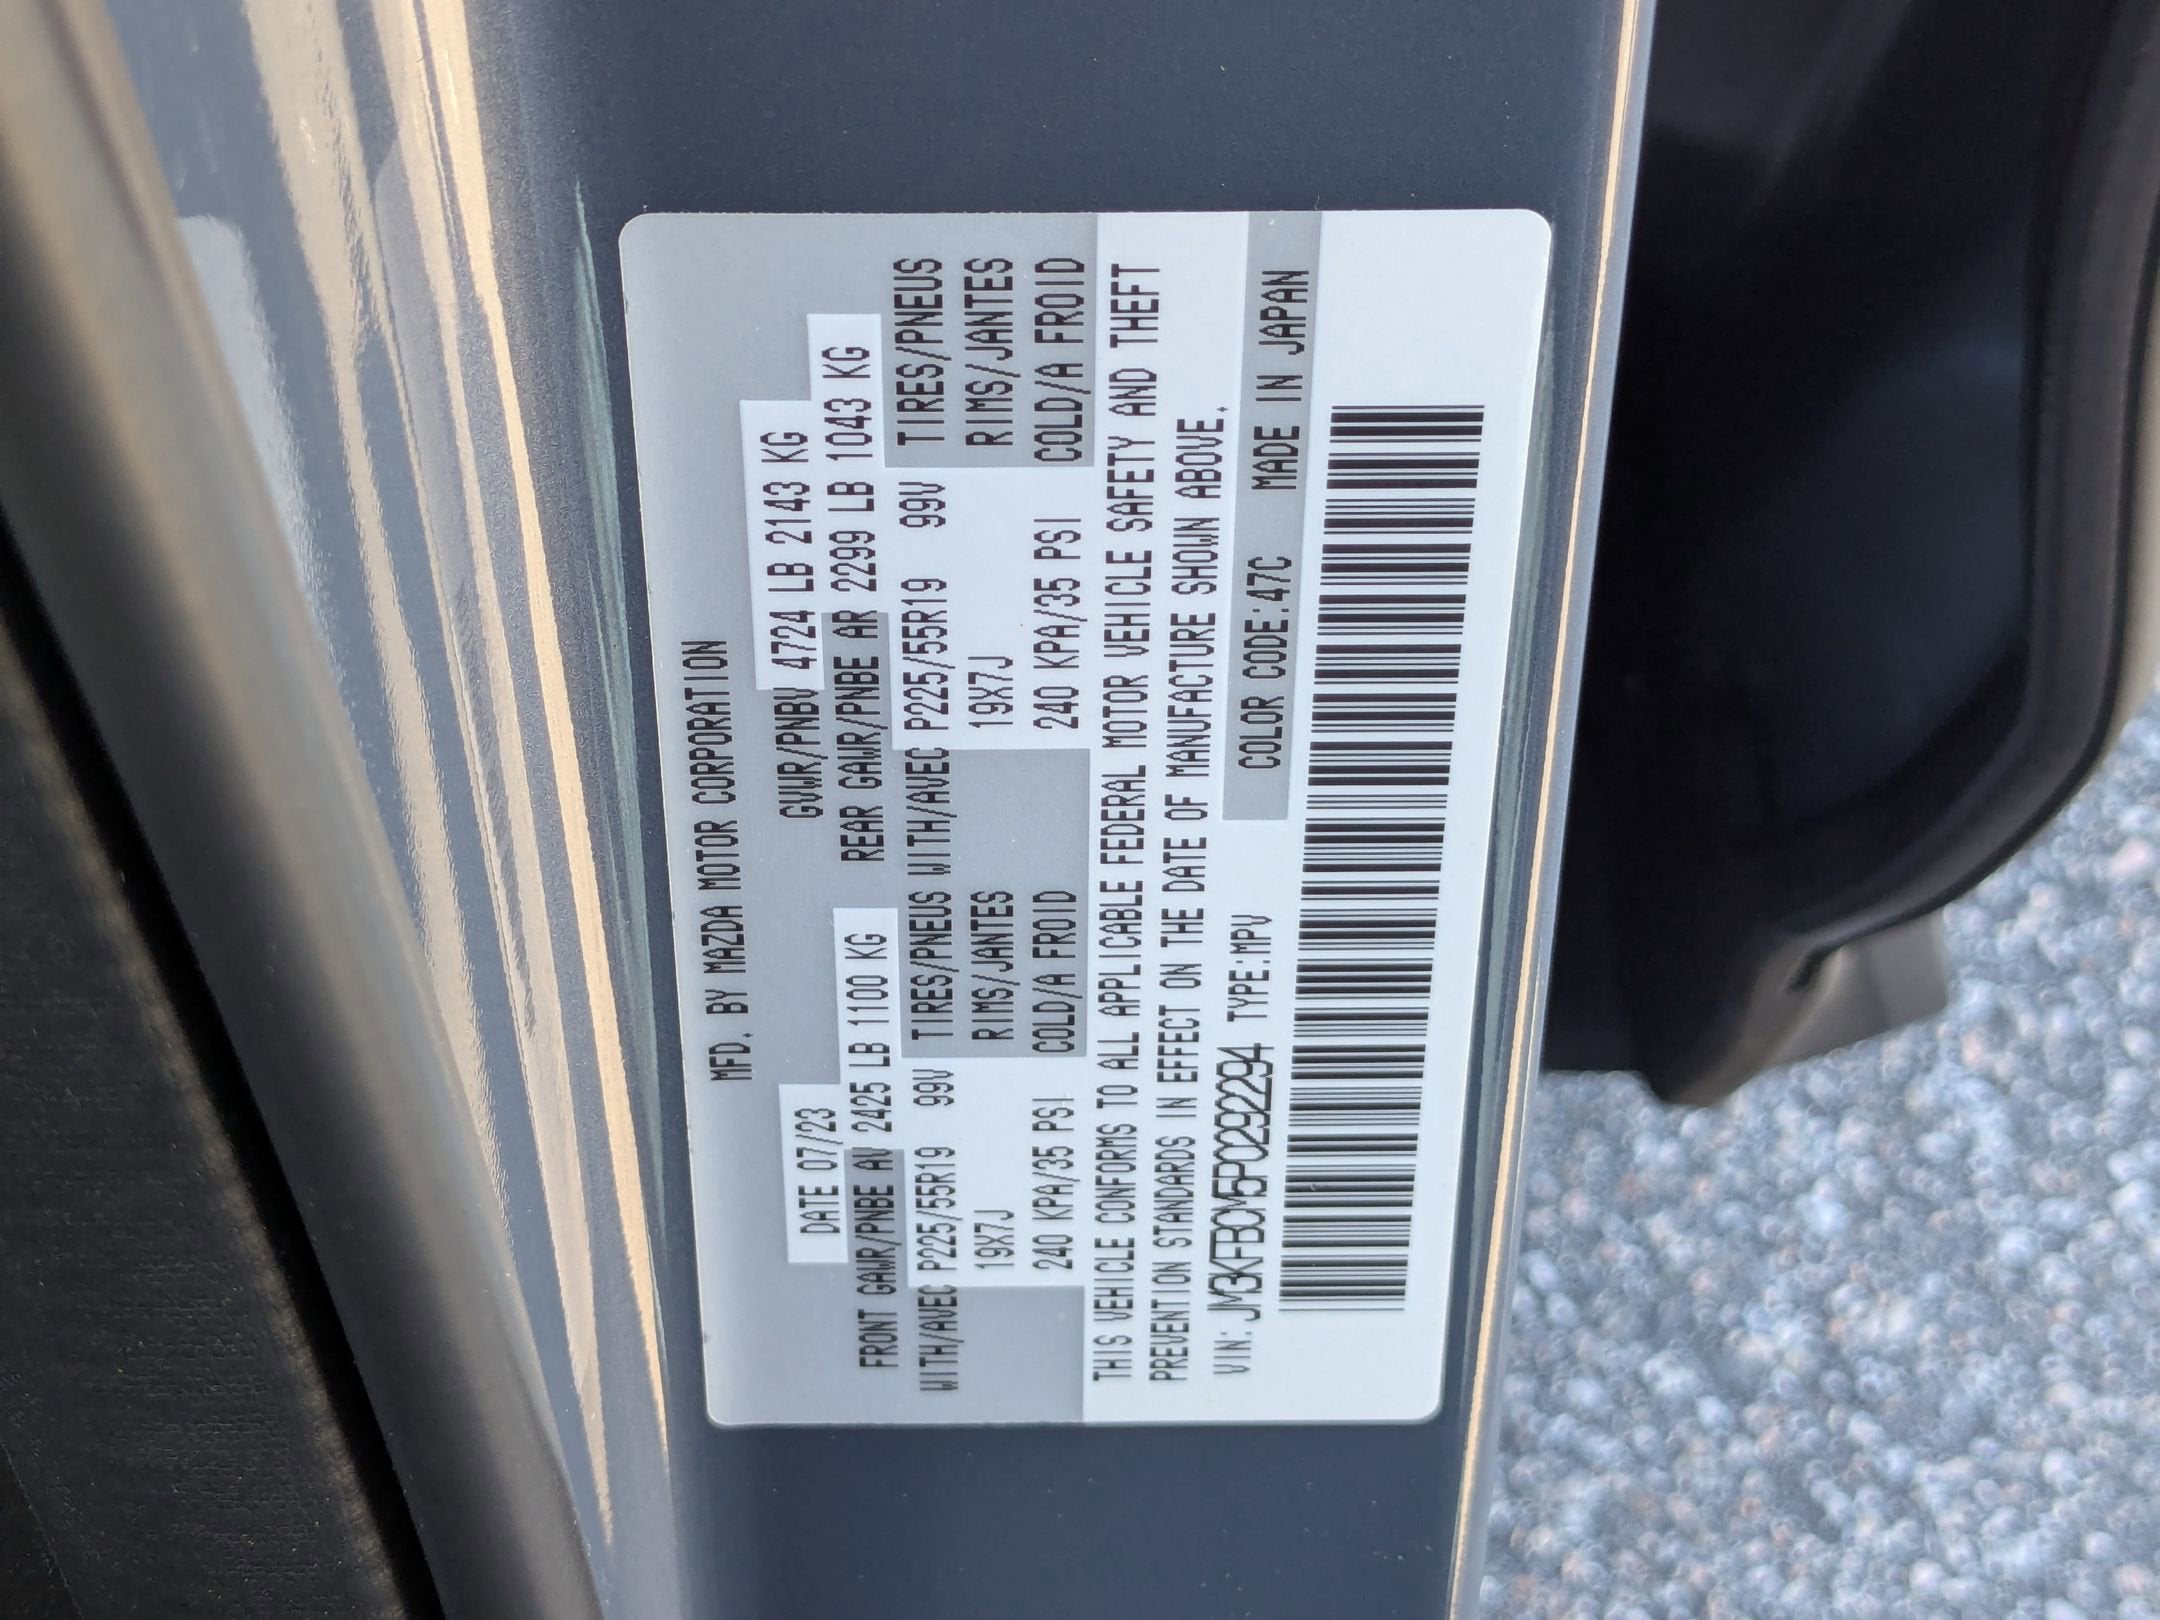 MFD. BY MAZDA MOTOR CORPORATION
DATE 07/23 GVWR/PNBV 4724 LB 2143 KG
FRONT GAWR/PNBE AV 2425 LB 1100 KG REAR GAWR/PNBE AR 2299 LB 1043 KG
WITH/AVEC P225/55R19 99V TIRES/PNEUS WITH/AVEC P225/55R19 99V TIRES/PNEUS
19X7J RIMS/JANTES 19X7J RIMS/JANTES
240 KPA/35 PSI COLD/A FROID 240 KPA/35 PSI COLD/A FROID
THIS VEHICLE CONFORMS TO ALL APPLICABLE FEDERAL MOTOR VEHICLE SAFETY AND THEFT
PREVENTION STANDARDS IN EFFECT ON THE DATE OF MANUFACTURE SHOWN ABOVE.
VIN: JM3KFBDM5P0292294 TYPE:MPV COLOR CODE:47C MADE IN JAPAN